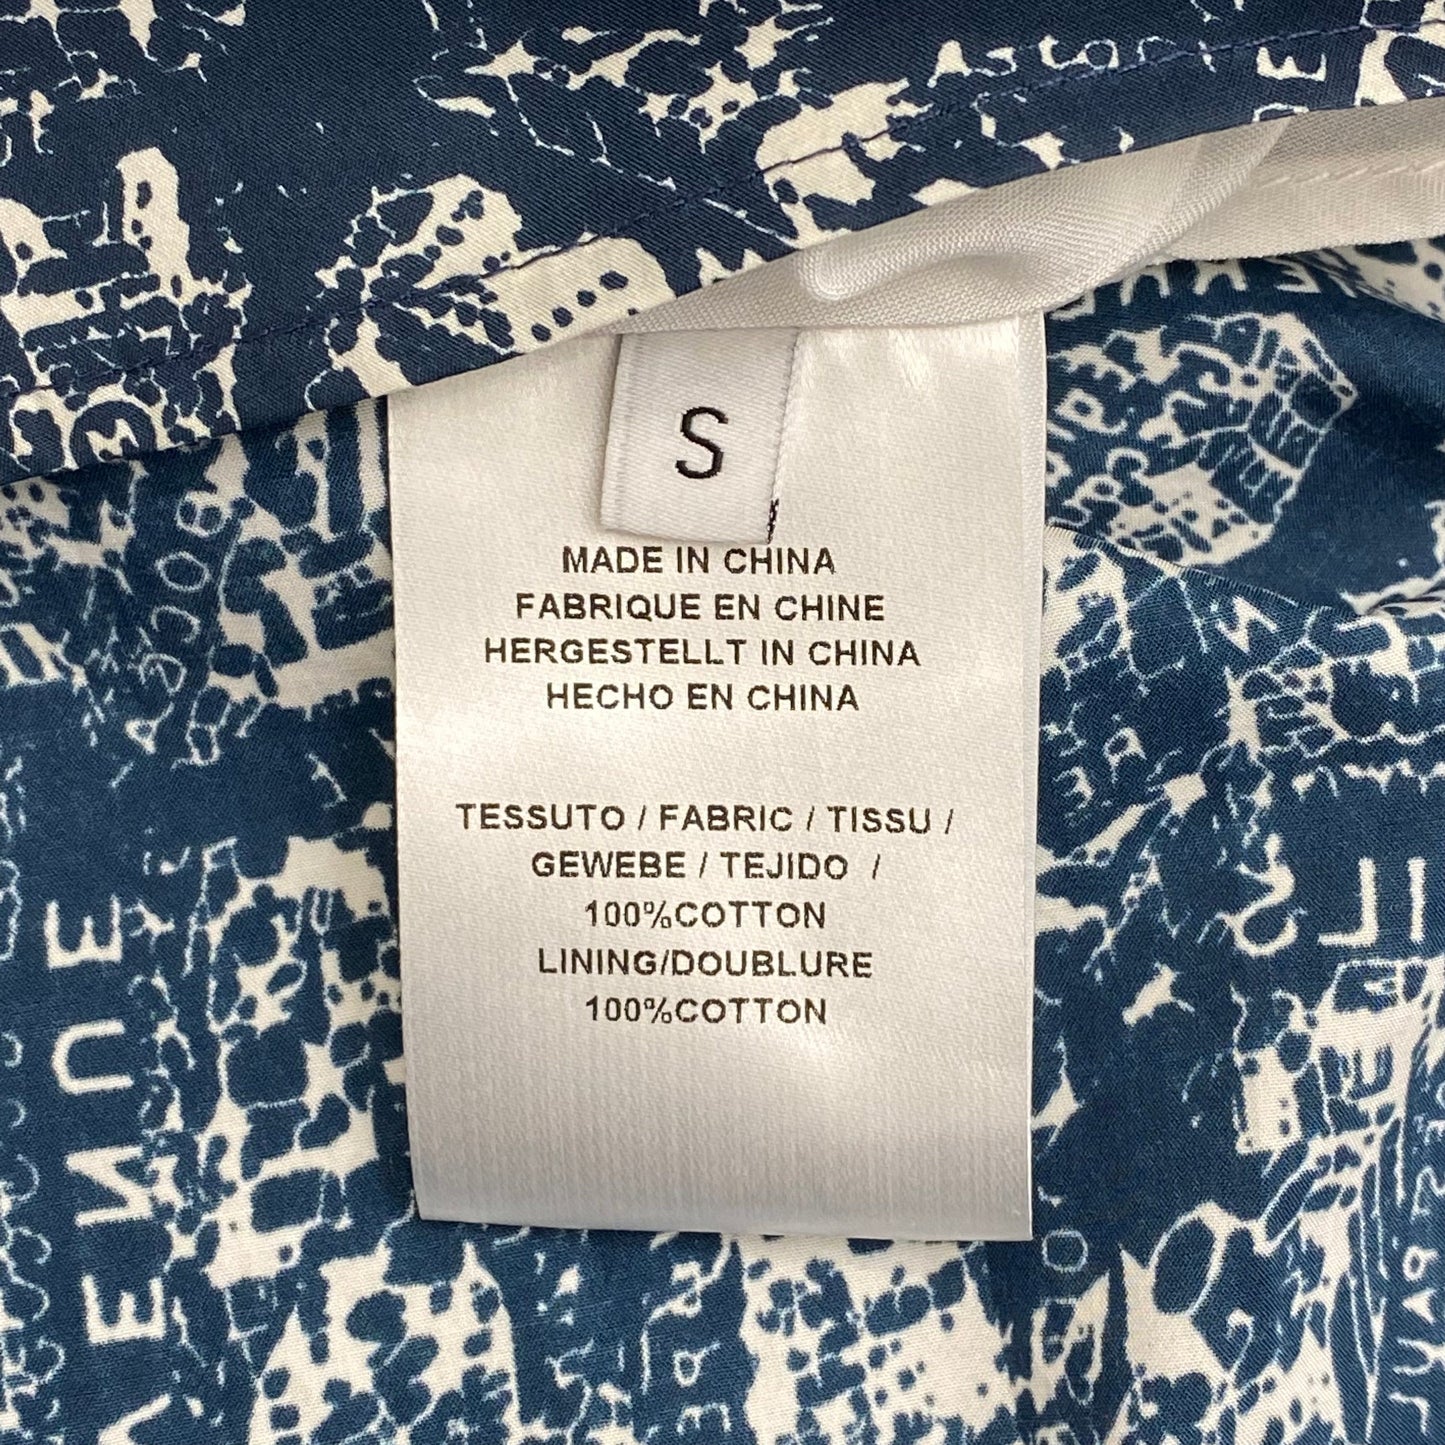 ASTOR
S
MADE IN CHINA
FABRIQUE EN CHINE
HERGESTELLT IN CHINA
HECHO EN CHINA
TESSUTO / FABRIC / TISSU /
GEWEBE / TEJIDO /
100%COTTON
LINING/DOUBLURE
100%COTTON